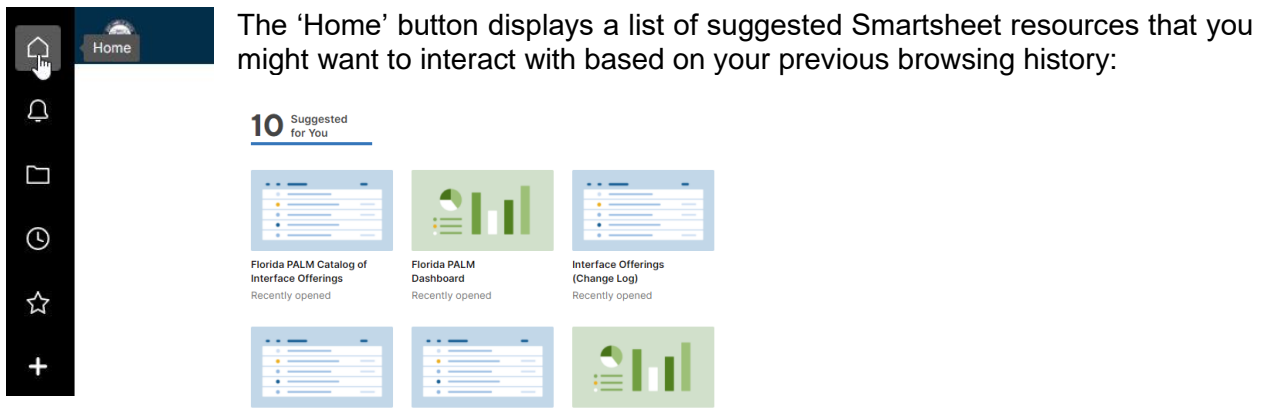 Home
The ‘Home’ button displays a list of suggested Smartsheet resources that you
might want to interact with based on your previous browsing history:
10 Suggested
for You
Florida PALM Catalog of
Interface Offerings
Recently opened
Florida PALM
Dashboard
Recently opened
Interface Offerings
(Change Log)
Recently opened